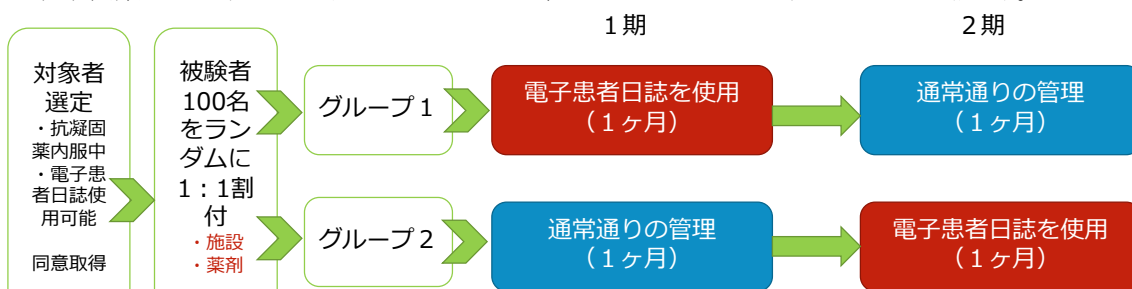 1期
2期
対象者
選定
・抗凝固
薬内服中
・電子患
者日誌使
用可能
同意取得
被験者
100名
をラン
ダムに
1:1割
付
・施設
・薬剤
グループ1
電子患者日誌を使用
(1ヶ月)
通常通りの管理
(1ヶ月)
グループ2
通常通りの管理
(1ヶ月)
電子患者日誌を使用
(1ヶ月)